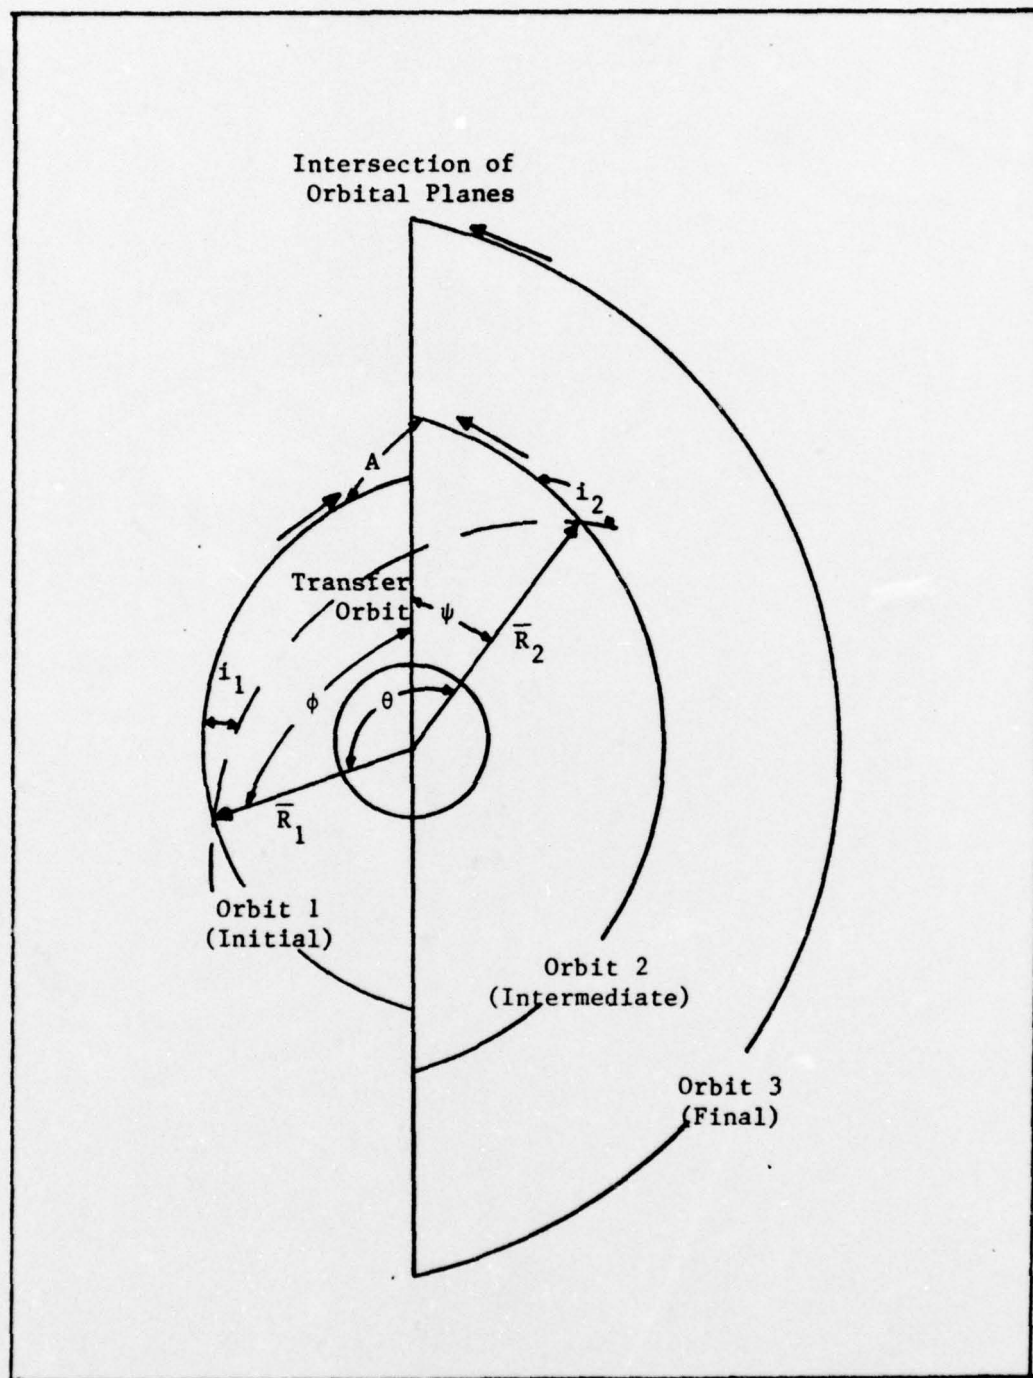 Intersection of
Orbital Planes
A
i₂
Transfer
Orbit
ψ
R̅₂
i₁
ϕ
θ
R̅₁
Orbit 1
(Initial)
Orbit 2
(Intermediate)
Orbit 3
(Final)